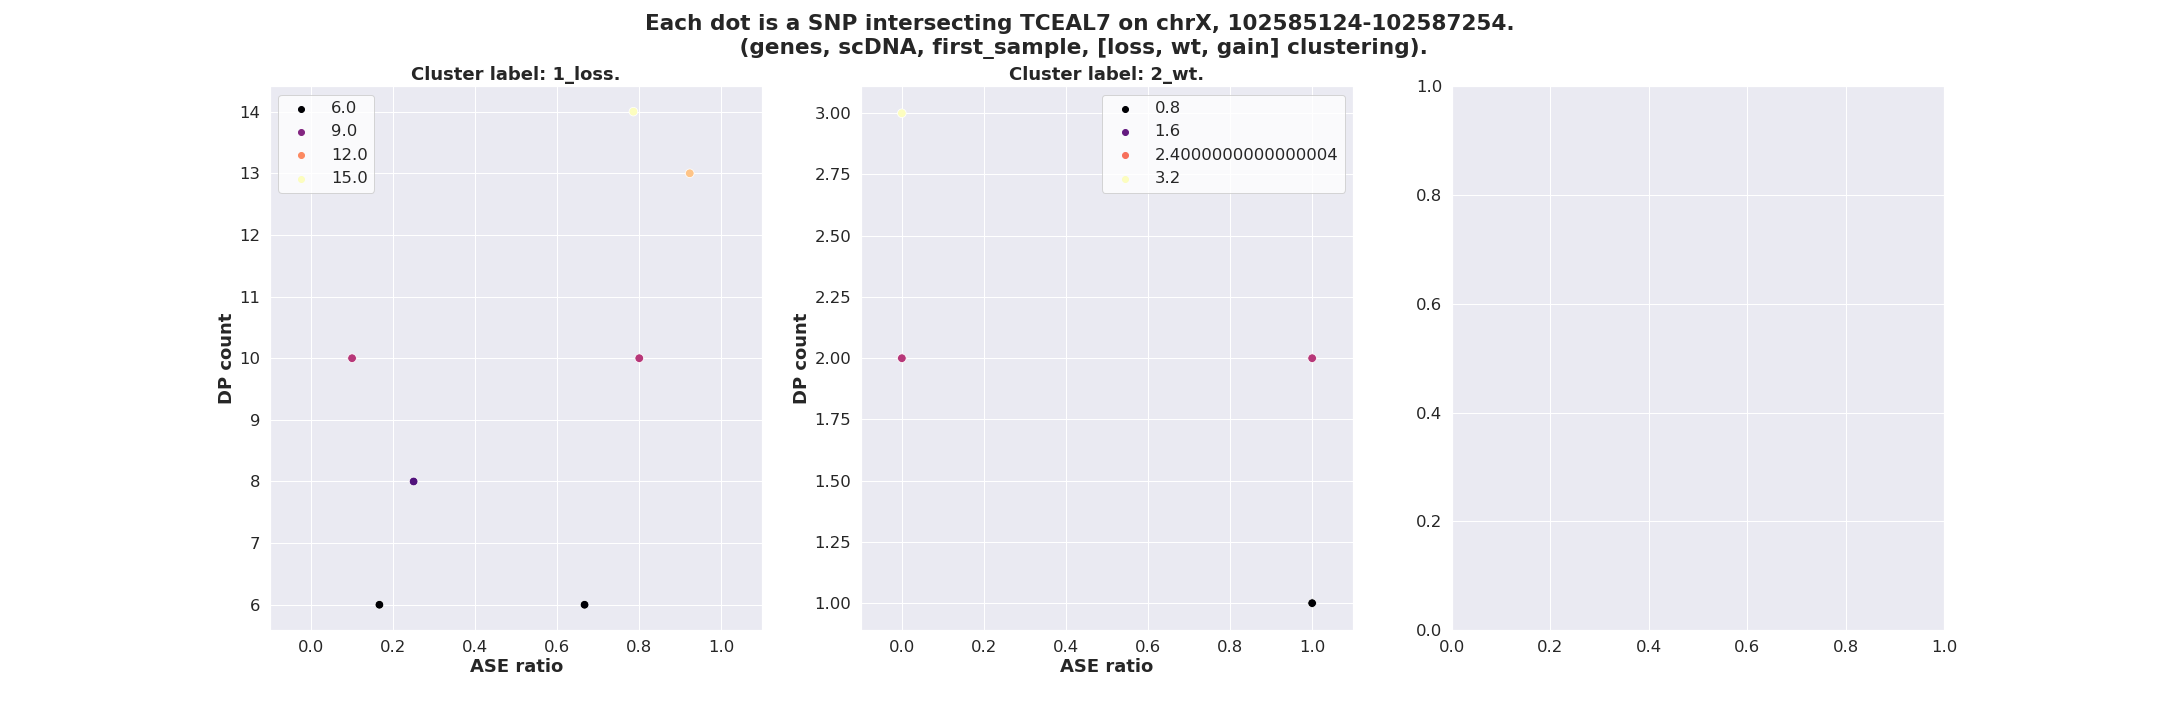 Each dot is a SNP intersecting TCEAL7 on chrX, 102585124-102587254.
(genes, scDNA, first_sample, [loss, wt, gain] clustering).
Cluster label: 1_loss.
6.0
9.0
12.0
15.0
14
13
12
11
10
9
8
7
6
DP count
0.0 0.2 0.4 0.6 0.8 1.0
ASE ratio
Cluster label: 2_wt.
0.8
1.6
2.4000000000000004
3.2
3.00
2.75
2.50
2.25
2.00
1.75
1.50
1.25
1.00
DP count
0.0 0.2 0.4 0.6 0.8 1.0
ASE ratio
1.0
0.8
0.6
0.4
0.2
0.0
0.0 0.2 0.4 0.6 0.8 1.0